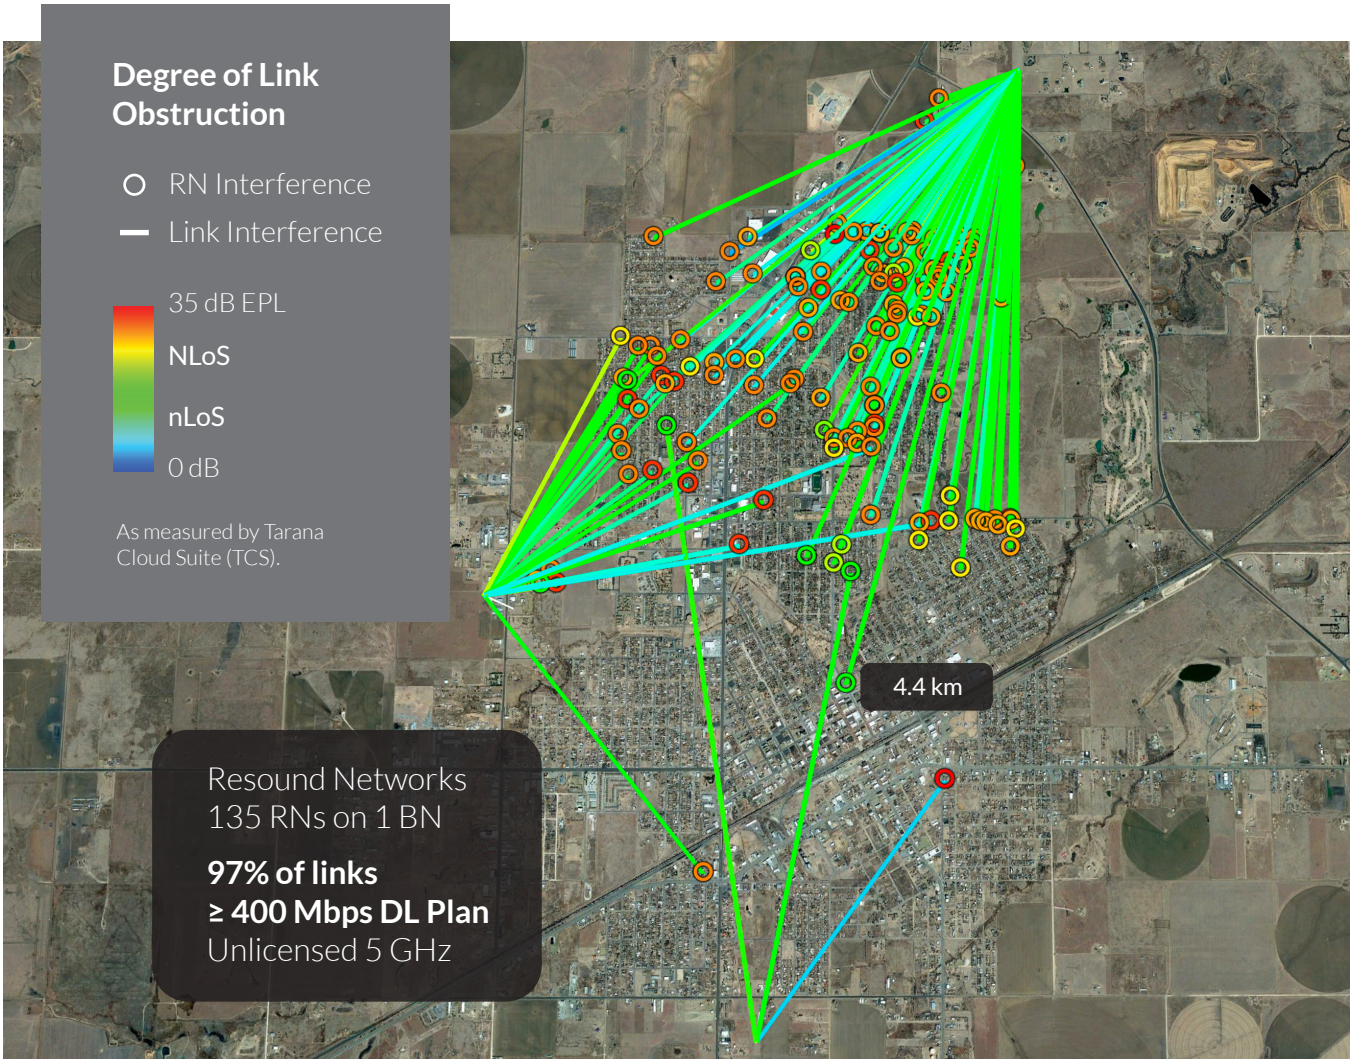 Degree of Link
Obstruction
RN Interference
Link Interference
35 dB EPL
NLoS
nLoS
0 dB
As measured by Tarana
Cloud Suite (TCS).
4.4 km
Resound Networks
135 RNs on 1 BN
97% of links
≥ 400 Mbps DL Plan
Unlicensed 5 GHz